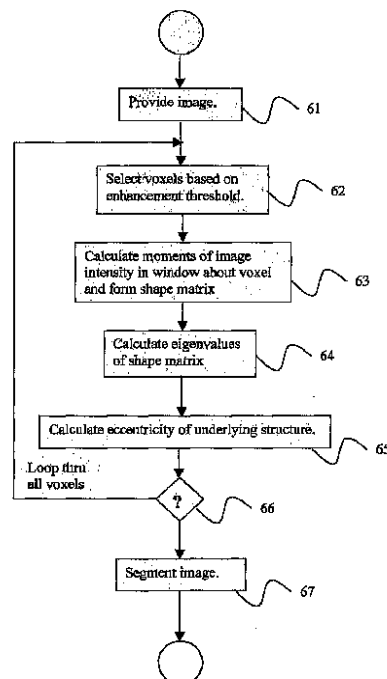 Provide image.
61
Select voxels based on
enhancement threshold.
62
Calculate moments of image
intensity in window about voxel
and form shape matrix
63
Calculate eigenvalues
of shape matrix
64
Calculate eccentricity of underlying structure.
65
Loop thru
all voxels
?
66
Segment image.
67